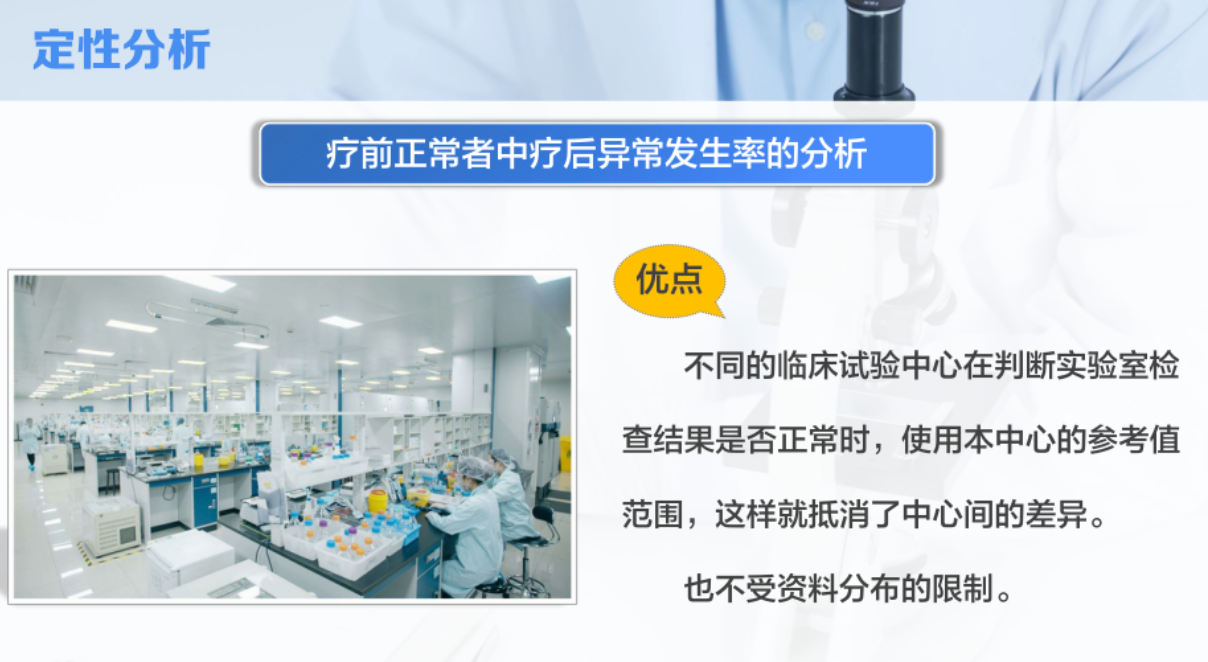 定性分析
疗前正常者中疗后异常发生率的分析
优点
不同的临床试验中心在判断实验室检
查结果是否正常时，使用本中心的参考值
范围，这样就抵消了中心间的差异。
也不受资料分布的限制。